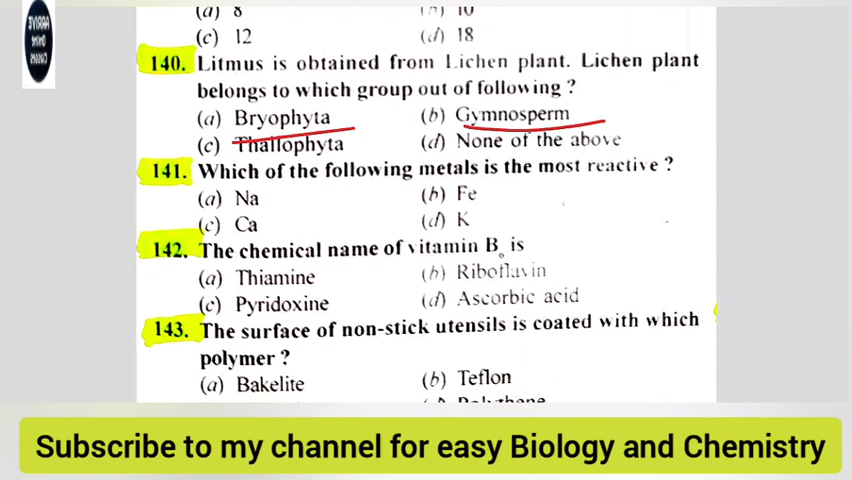 (a) 8 (b) 10
(c) 12 (d) 18
140. Litmus is obtained from Lichen plant. Lichen plant
belongs to which group out of following ?
(a) Bryophyta (b) Gymnosperm
(c) Thallophyta (d) None of the above
141. Which of the following metals is the most reactive ?
(a) Na (b) Fe
(c) Ca (d) K
142. The chemical name of vitamin B6 is
(a) Thiamine (b) Riboflavin
(c) Pyridoxine (d) Ascorbic acid
143. The surface of non-stick utensils is coated with which
polymer ?
(a) Bakelite (b) Teflon
(d) Polythene
Subscribe to my channel for easy Biology and Chemistry